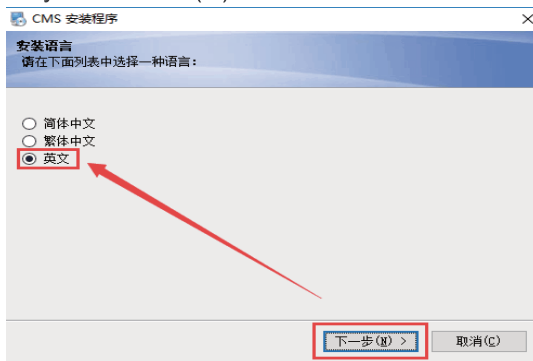 CMS 安装程序
安装语言
请在下面列表中选择一种语言：
简体中文
繁体中文
英文
下一步(N) >
取消(C)